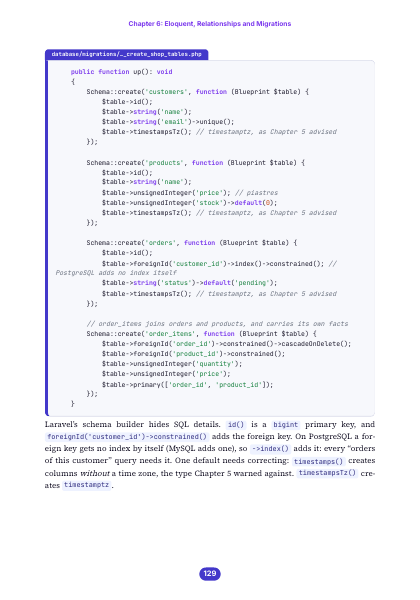 Chapter 6: Eloquent, Relationships and Migrations
database/migrations/…_create_shop_tables.php
public function up(): void
{
Schema::create('customers', function (Blueprint $table) {
$table->id();
$table->string('name');
$table->string('email')->unique();
$table->timestampsTz(); // timestamptz, as Chapter 5 advised
});
Schema::create('products', function (Blueprint $table) {
$table->id();
$table->string('name');
$table->unsignedInteger('price'); // piastres
$table->unsignedInteger('stock')->default(0);
$table->timestampsTz(); // timestamptz, as Chapter 5 advised
});
Schema::create('orders', function (Blueprint $table) {
$table->id();
$table->foreignId('customer_id')->index()->constrained(); //
PostgreSQL adds no index itself
$table->string('status')->default('pending');
$table->timestampsTz(); // timestamptz, as Chapter 5 advised
});
// order_items joins orders and products, and carries its own facts
Schema::create('order_items', function (Blueprint $table) {
$table->foreignId('order_id')->constrained()->cascadeOnDelete();
$table->foreignId('product_id')->constrained();
$table->unsignedInteger('quantity');
$table->unsignedInteger('price');
$table->primary(['order_id', 'product_id']);
});
}
Laravel's schema builder hides SQL details. id() is a bigint primary key, and
foreignId('customer_id')->constrained() adds the foreign key. On PostgreSQL a for-
eign key gets no index by itself (MySQL adds one), so ->index() adds it: every "orders
of this customer" query needs it. One default needs correcting: timestamps() creates
columns without a time zone, the type Chapter 5 warned against. timestampsTz() cre-
ates timestamptz.
129